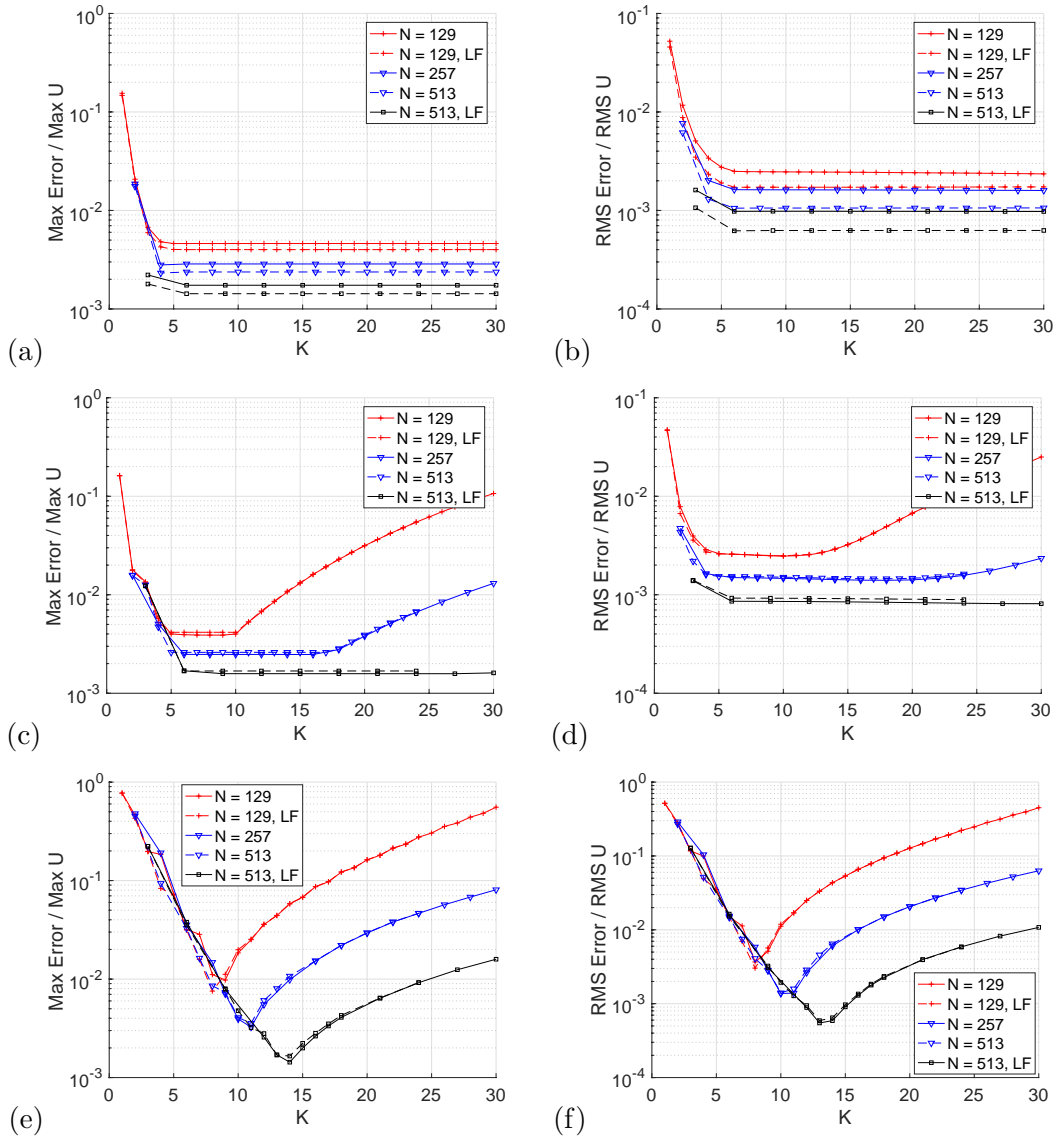 10^0
10^-1
10^-2
10^-3
Max Error / Max U
0 5 10 15 20 25 30
K
N = 129
N = 129, LF
N = 257
N = 513
N = 513, LF
(a)
10^0
10^-1
10^-2
10^-3
10^-4
RMS Error / RMS U
0 5 10 15 20 25 30
K
N = 129
N = 129, LF
N = 257
N = 513
N = 513, LF
(b)
10^0
10^-1
10^-2
10^-3
Max Error / Max U
0 5 10 15 20 25 30
K
N = 129
N = 129, LF
N = 257
N = 513
N = 513, LF
(c)
10^-1
10^-2
10^-3
10^-4
RMS Error / RMS U
0 5 10 15 20 25 30
K
N = 129
N = 129, LF
N = 257
N = 513
N = 513, LF
(d)
10^0
10^-1
10^-2
10^-3
Max Error / Max U
0 5 10 15 20 25 30
K
N = 129
N = 129, LF
N = 257
N = 513
N = 513, LF
(e)
10^0
10^-1
10^-2
10^-3
10^-4
RMS Error / RMS U
0 5 10 15 20 25 30
K
N = 129
N = 129, LF
N = 257
N = 513
N = 513, LF
(f)